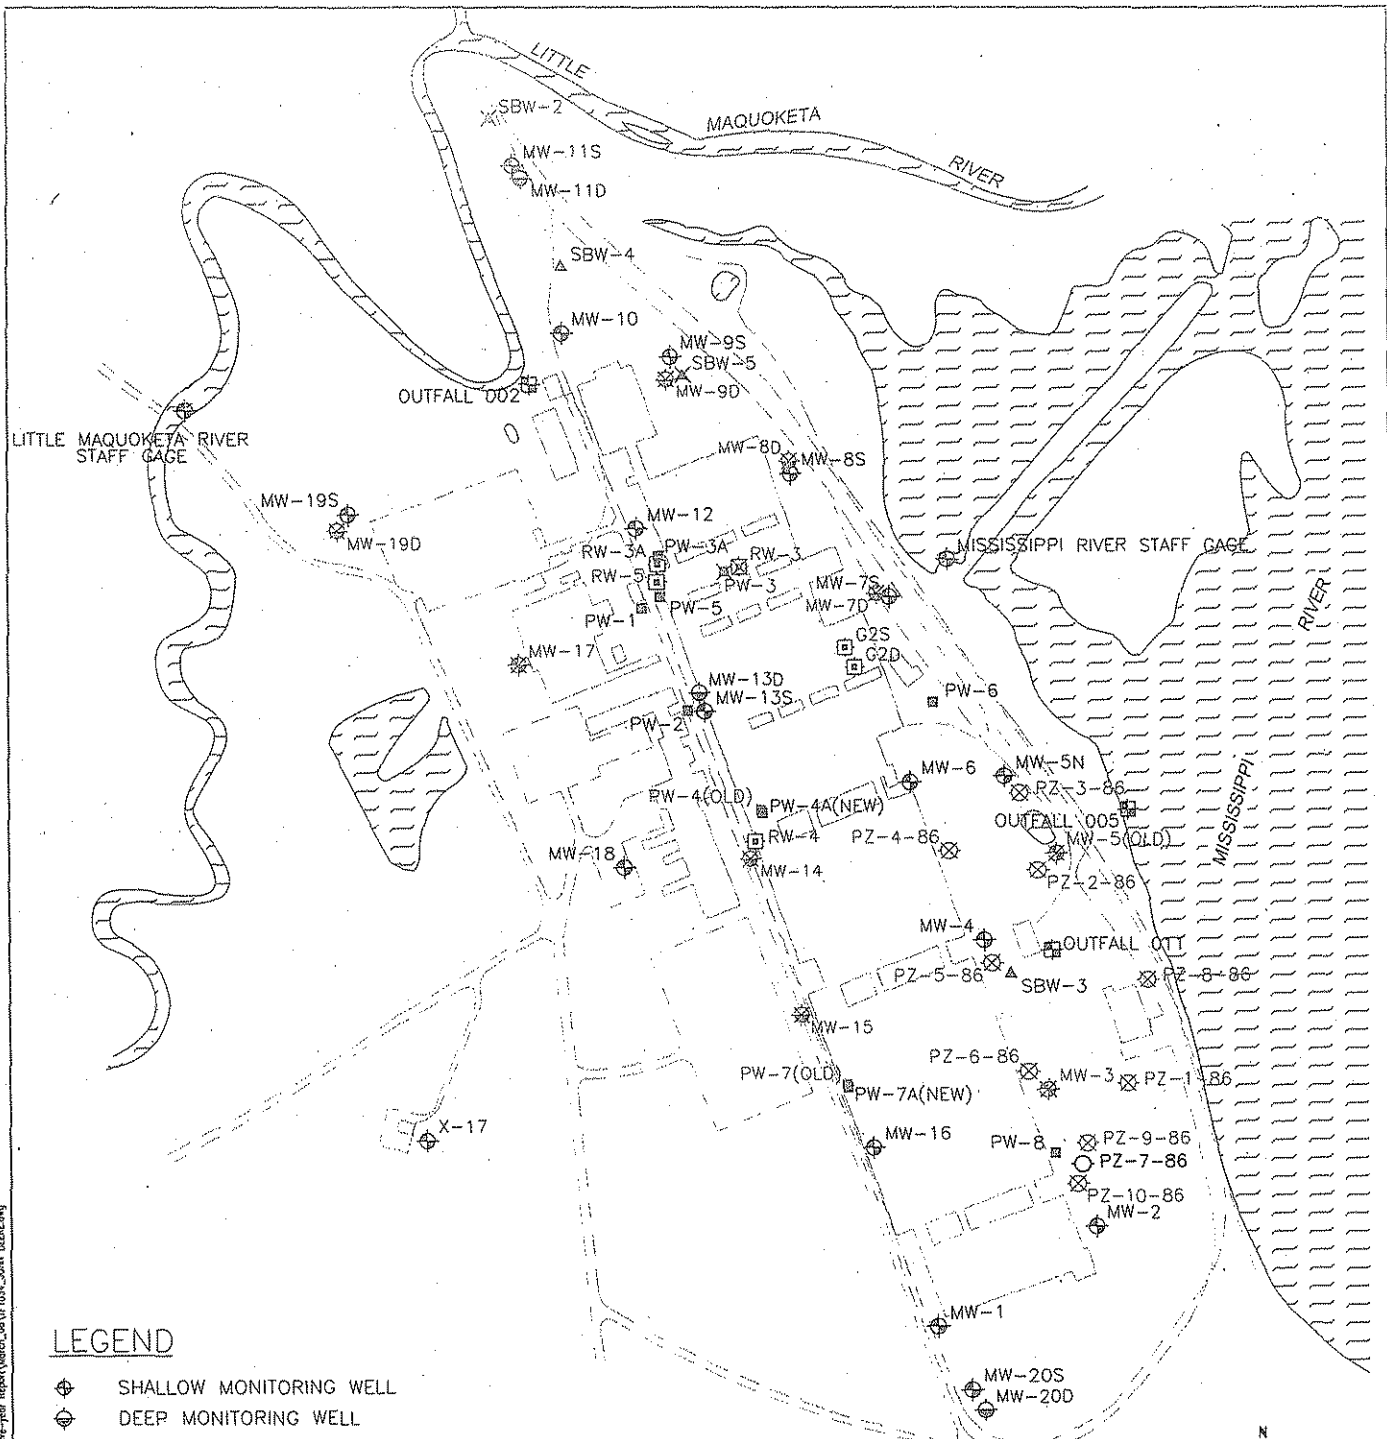 LITTLE
SBW-2
MAQUOKETA
MW-11S
RIVER
MW-11D
SBW-4
MW-10
MW-9S
SBW-5
MW-9D
OUTFALL 002
LITTLE MAQUOKETA RIVER
STAFF GAGE
MW-8D
MW-8S
MW-19S
MW-19D
MW-12
RW-3A
PW-3A
RW-3
MISSISSIPPI RIVER STAFF GAGE
RW-5
PW-3
MW-7S
MW-7D
PW-5
PW-1
RIVER
G2S
G2D
MW-17
MW-13D
MW-13S
PW-6
PW-2
MW-6
MW-5N
PZ-3-86
MISSISSIPPI
PW-4(OLD)
PW-4A(NEW)
OUTFALL 005
RW-4
PZ-4-86
MW-5(OLD)
MW-18
MW-14
PZ-2-86
MW-4
OUTFALL 011
PZ-5-86
SBW-3
PZ-8-86
MW-15
PZ-6-86
PW-7(OLD)
MW-3
PZ-1-86
PW-7A(NEW)
X-17
MW-16
PW-8
PZ-9-86
PZ-7-86
PZ-10-86
MW-2
MW-1
LEGEND
MW-20S
SHALLOW MONITORING WELL
MW-20D
DEEP MONITORING WELL
N